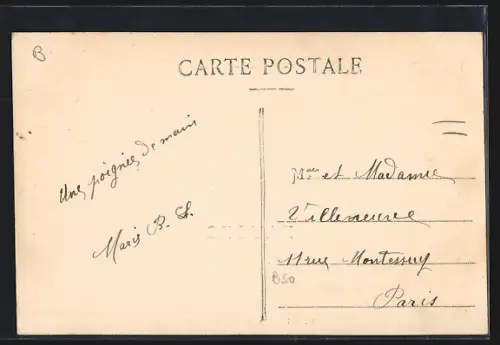 B
CARTE POSTALE
Une poignée de main
Marie B. S.
Mr et Madame
Villeneuve
11 rue Montessuy
B50
Paris